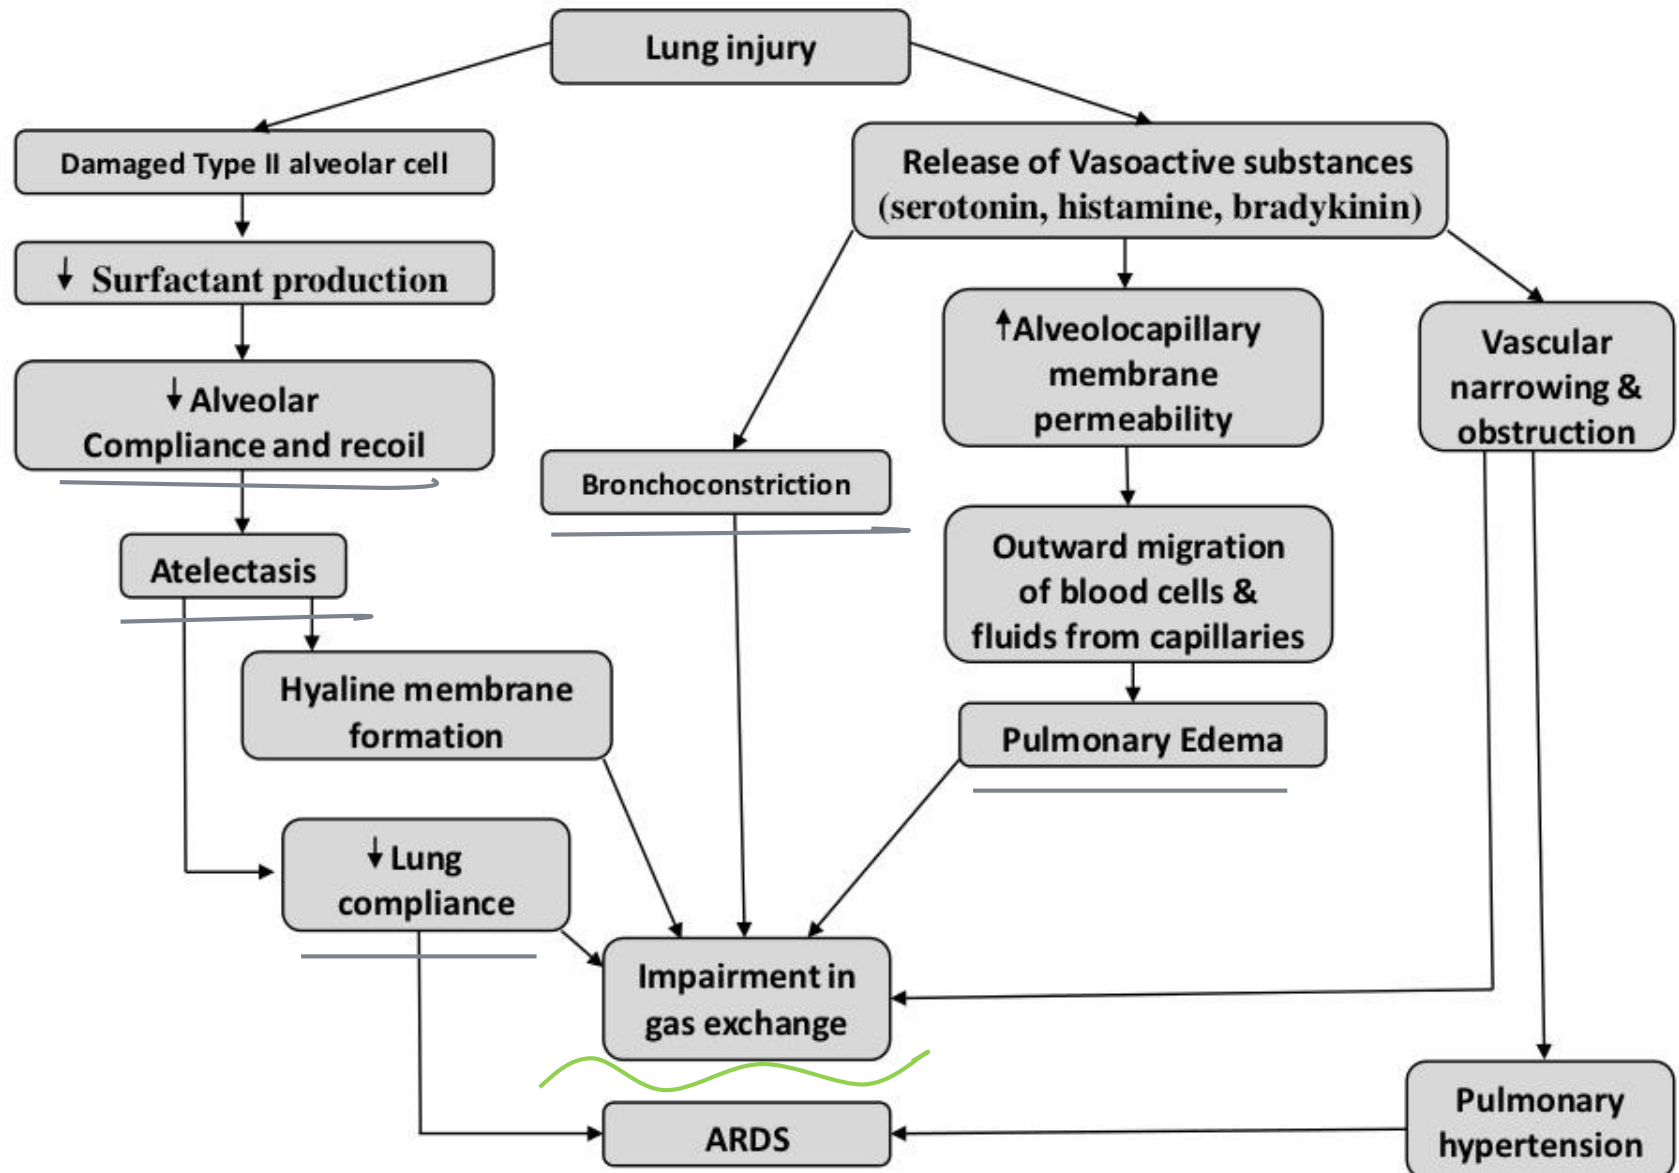 Lung injury
Damaged Type II alveolar cell
↓ Surfactant production
↓ Alveolar
Compliance and recoil
Atelectasis
Hyaline membrane
formation
↓ Lung
compliance
Release of Vasoactive substances
(serotonin, histamine, bradykinin)
Bronchoconstriction
↑Alveolocapillary
membrane
permeability
Outward migration
of blood cells &
fluids from capillaries
Pulmonary Edema
Vascular
narrowing &
obstruction
Impairment in
gas exchange
Pulmonary
hypertension
ARDS